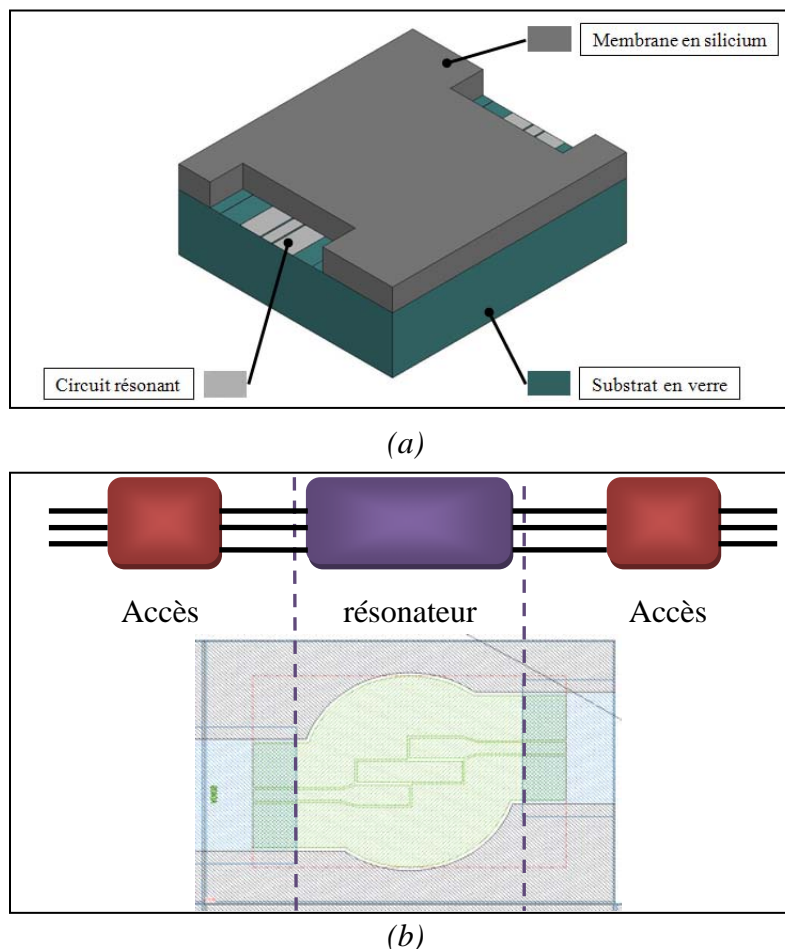 Membrane en silicium
Circuit résonant
Substrat en verre
(a)
Accès résonateur Accès
(b)